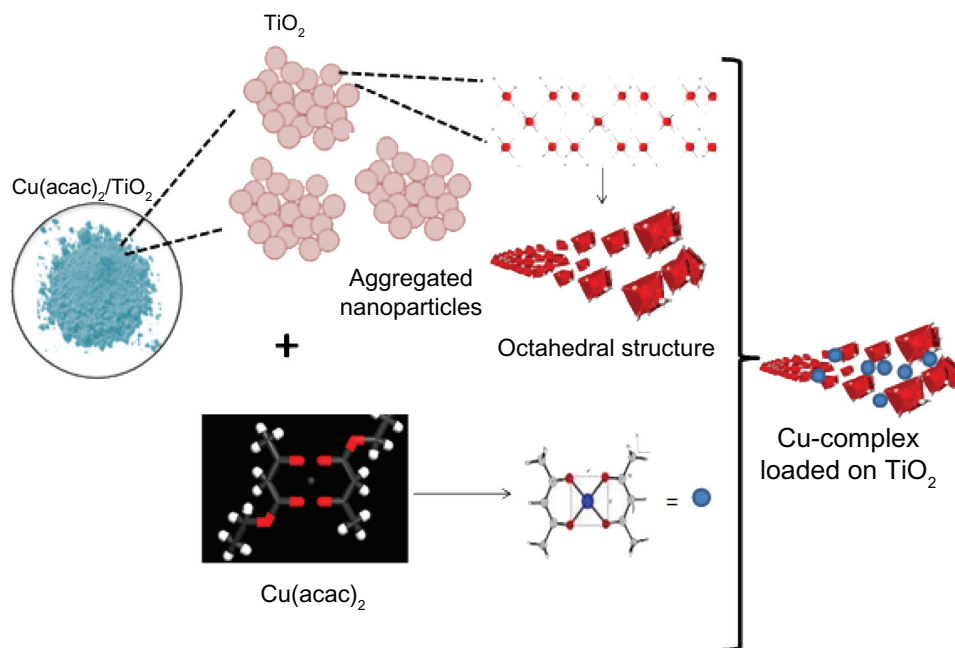 TiO₂
Cu(acac)₂/TiO₂
Aggregated
nanoparticles
Octahedral structure
+
=
Cu-complex
loaded on TiO₂
Cu(acac)₂